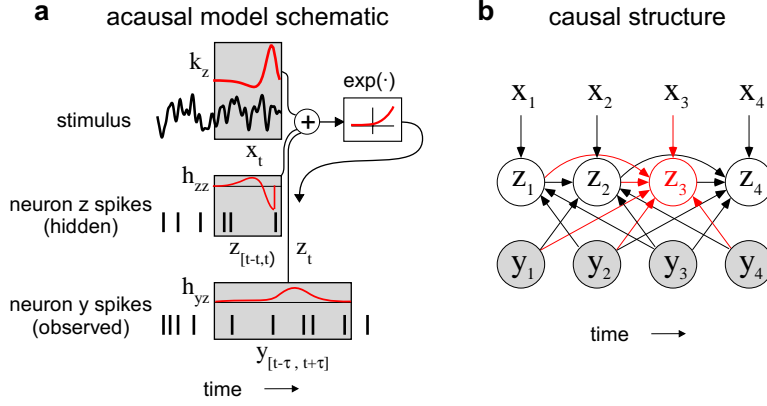 a acausal model schematic
k_z
exp(·)
stimulus
+
x_t
h_zz
neuron z spikes
(hidden)
z_[t-t,t)
z_t
h_yz
neuron y spikes
(observed)
y_[t-τ, t+τ]
time
b causal structure
x_1 x_2 x_3 x_4
z_1 z_2 z_3 z_4
y_1 y_2 y_3 y_4
time